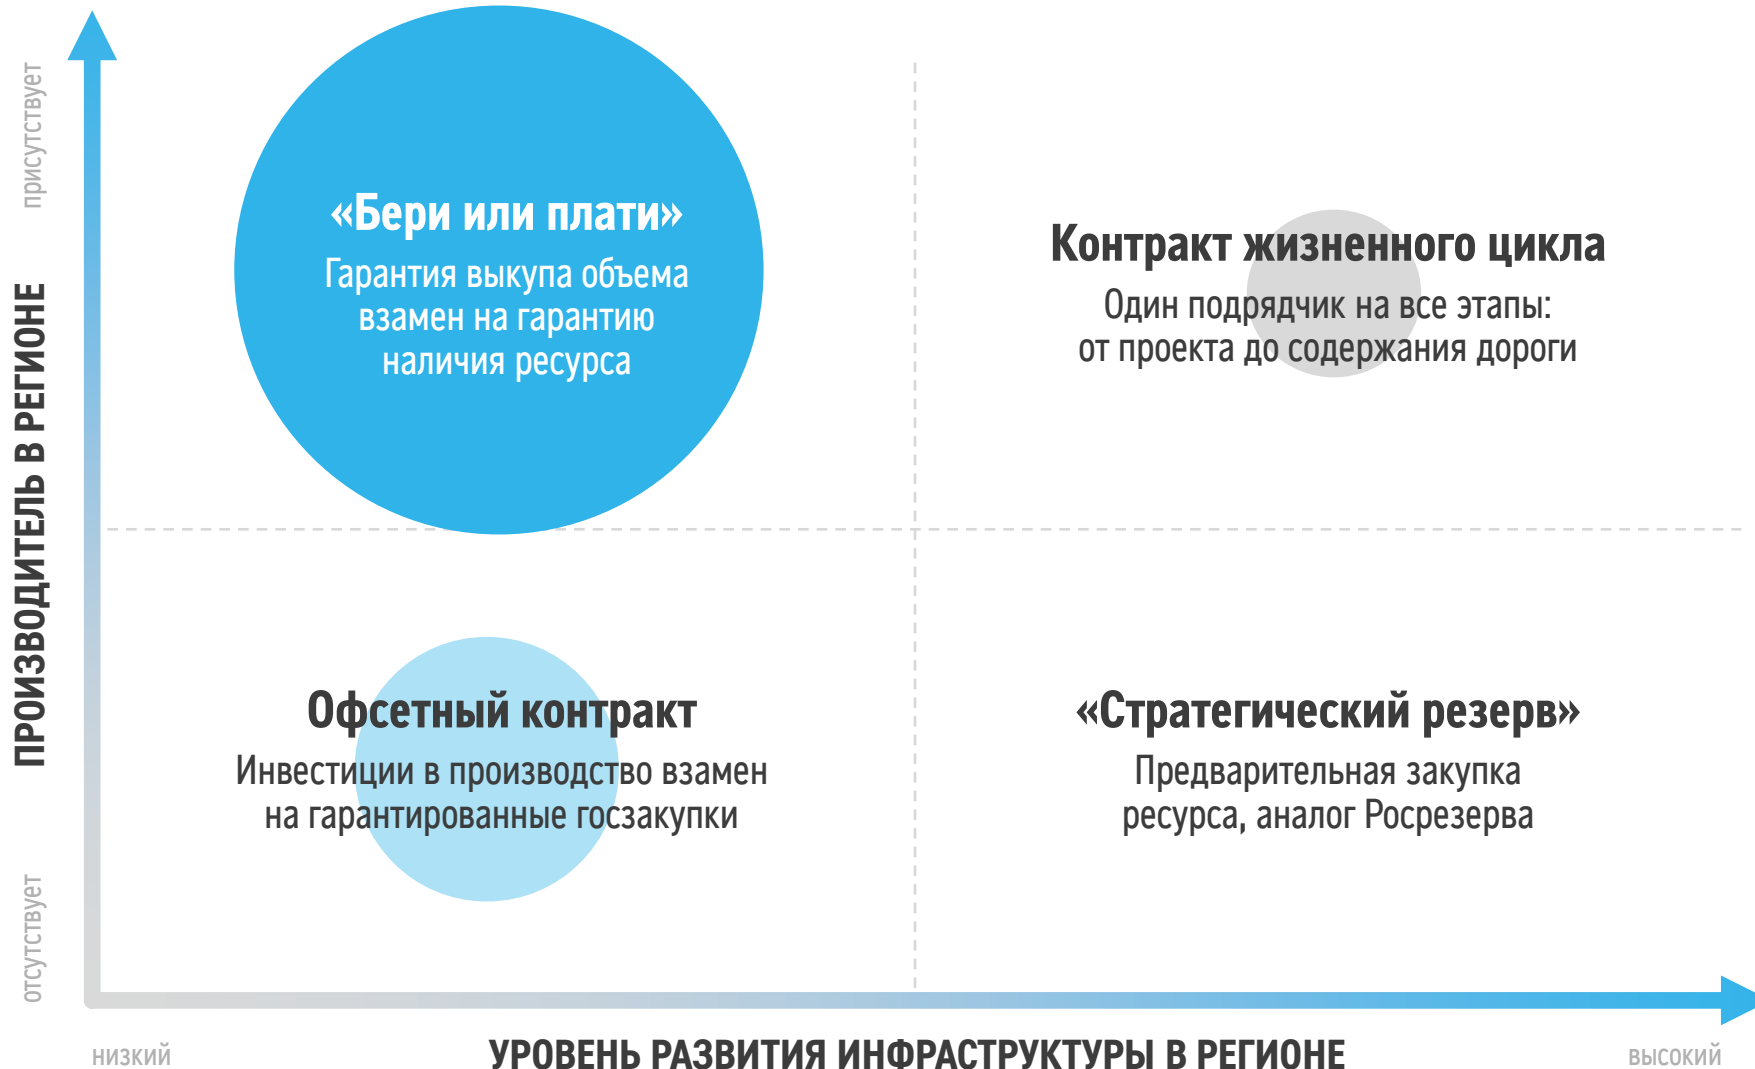 присутствует
ПРОИЗВОДИТЕЛЬ В РЕГИОНЕ
отсутствует
«Бери или плати»
Гарантия выкупа объема
взамен на гарантию
наличия ресурса
Контракт жизненного цикла
Один подрядчик на все этапы:
от проекта до содержания дороги
Офсетный контракт
Инвестиции в производство взамен
на гарантированные госзакупки
«Стратегический резерв»
Предварительная закупка
ресурса, аналог Росрезерва
низкий
УРОВЕНЬ РАЗВИТИЯ ИНФРАСТРУКТУРЫ В РЕГИОНЕ
высокий